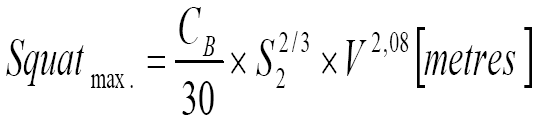 Squat max. = C_B / 30 × S_2^{2/3} × V^{2,08} [metres]